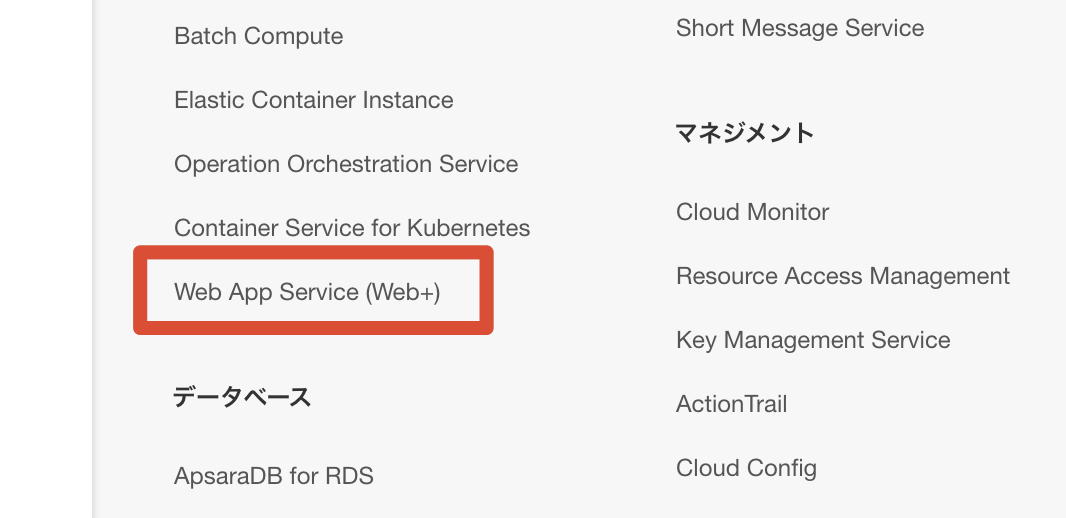 Batch Compute
Elastic Container Instance
Operation Orchestration Service
Container Service for Kubernetes
Web App Service (Web+)
データベース
ApsaraDB for RDS
Short Message Service
マネジメント
Cloud Monitor
Resource Access Management
Key Management Service
ActionTrail
Cloud Config